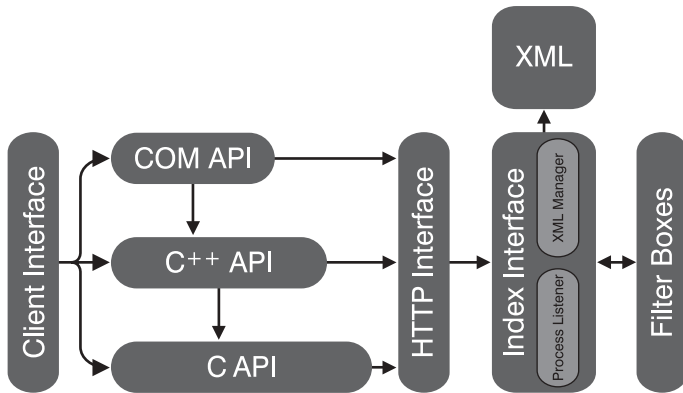 XML
Client Interface
COM API
C++ API
C API
HTTP Interface
Index Interface
XML Manager
Process Listener
Filter Boxes